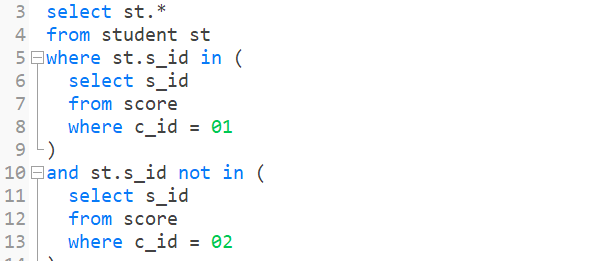 3 select st.*
4 from student st
5 where st.s_id in (
6 select s_id
7 from score
8 where c_id = 01
9 )
10 and st.s_id not in (
11 select s_id
12 from score
13 where c_id = 02